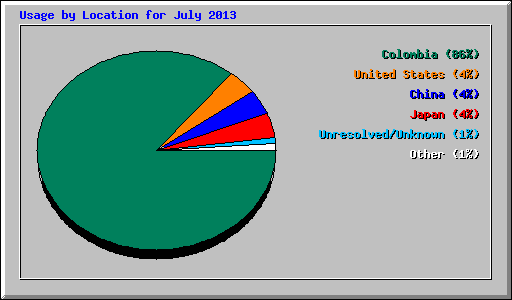 Usage by Location for July 2013
Colombia (86%)
United States (4%)
China (4%)
Japan (4%)
Unresolved/Unknown (1%)
Other (1%)